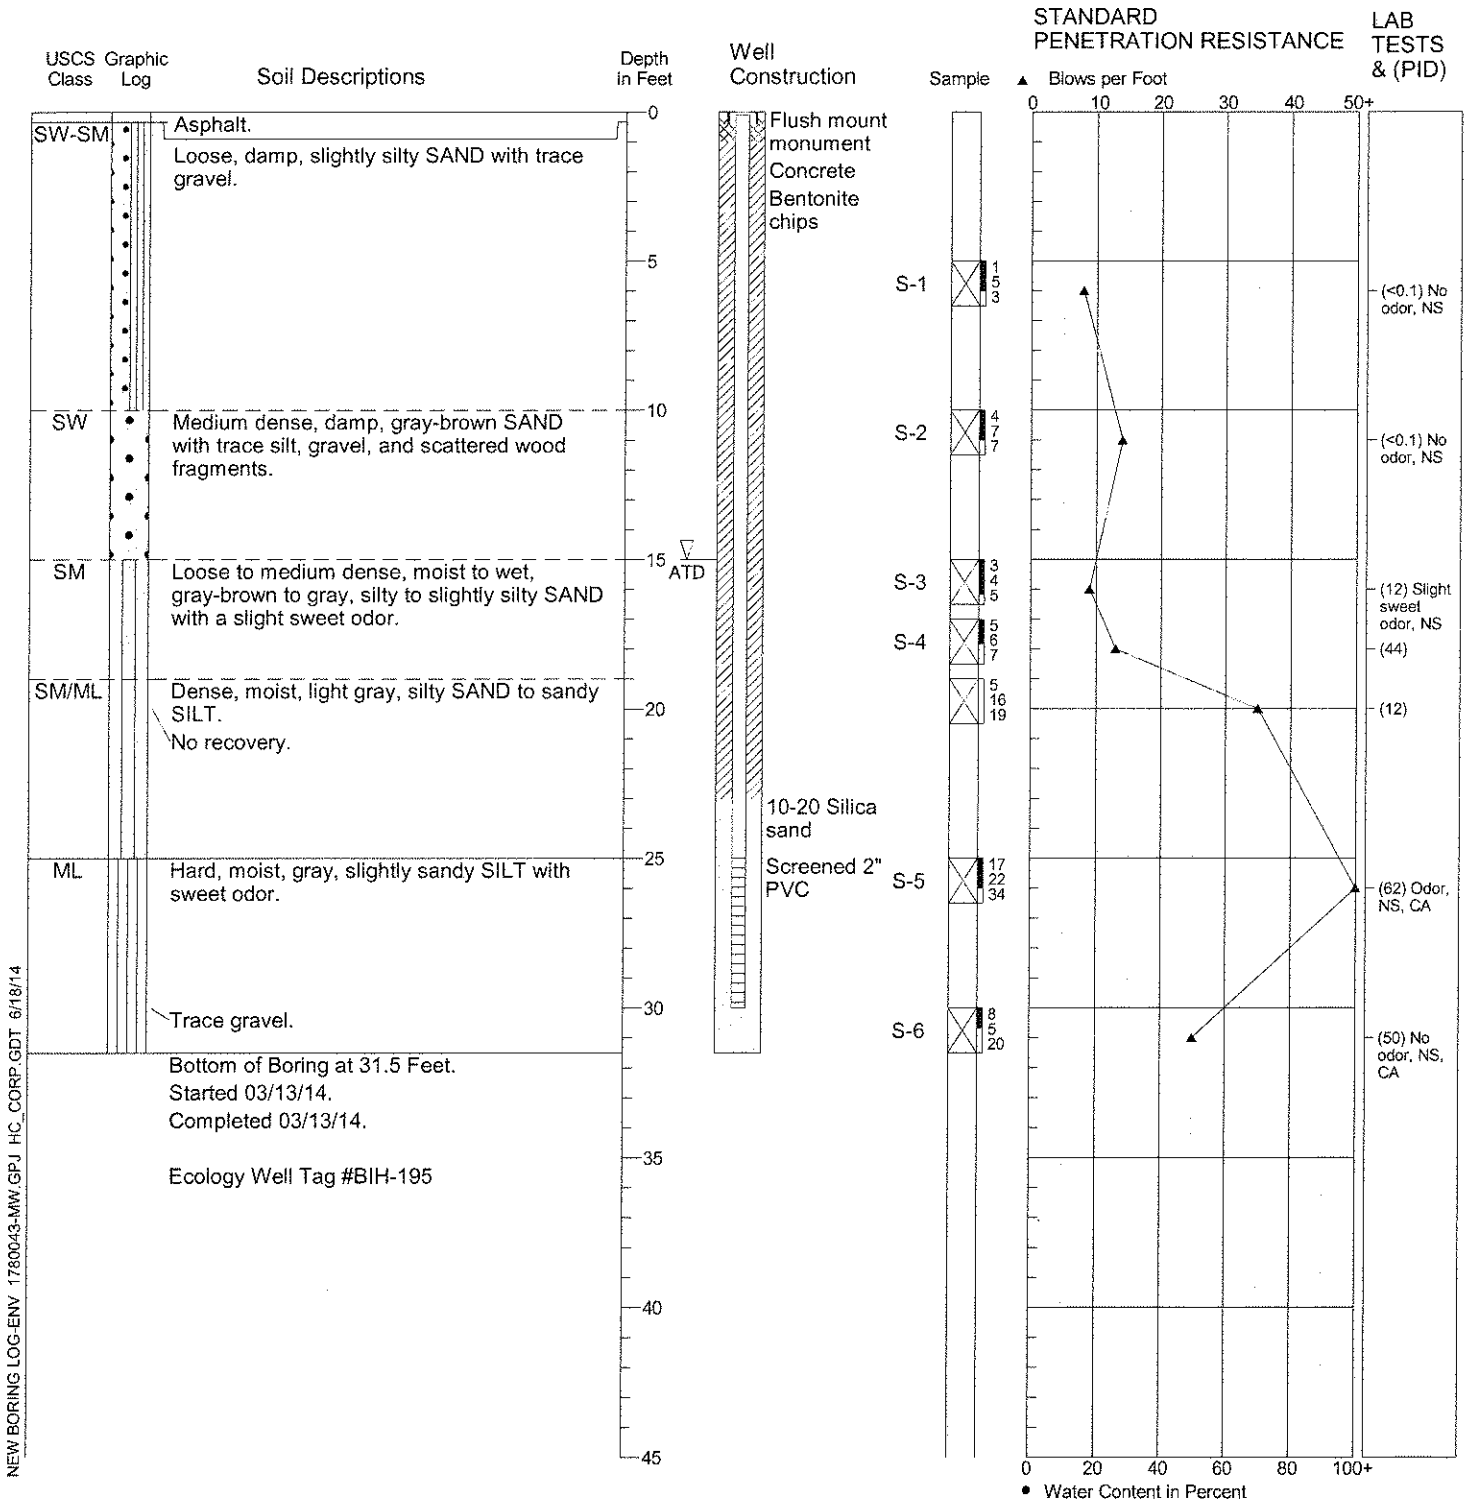 STANDARD
PENETRATION RESISTANCE
LAB
TESTS
& (PID)
USCS Graphic
Class Log
Soil Descriptions
Depth
in Feet
Well
Construction
Sample
▲ Blows per Foot
0 10 20 30 40 50+
SW-SM
Asphalt.
Loose, damp, slightly silty SAND with trace
gravel.
0
Flush mount
monument
Concrete
Bentonite
chips
5
S-1
1
5
3
(<0.1) No
odor, NS
10
SW
Medium dense, damp, gray-brown SAND
with trace silt, gravel, and scattered wood
fragments.
S-2
4
7
7
(<0.1) No
odor, NS
15
ATD
SM
Loose to medium dense, moist to wet,
gray-brown to gray, silty to slightly silty SAND
with a slight sweet odor.
S-3
3
4
5
(12) Slight
sweet
odor, NS
S-4
5
6
7
(44)
SM/ML
Dense, moist, light gray, silty SAND to sandy
SILT.
No recovery.
20
5
16
19
(12)
10-20 Silica
sand
25
ML
Hard, moist, gray, slightly sandy SILT with
sweet odor.
Screened 2"
PVC
S-5
17
22
34
(62) Odor,
NS, CA
Trace gravel.
30
S-6
8
5
20
(50) No
odor, NS,
CA
Bottom of Boring at 31.5 Feet.
Started 03/13/14.
Completed 03/13/14.
Ecology Well Tag #BIH-195
35
40
45
0 20 40 60 80 100+
● Water Content in Percent
NEW BORING LOG-ENV 1780043-MW.GPJ HC_CORP.GDT 6/18/14